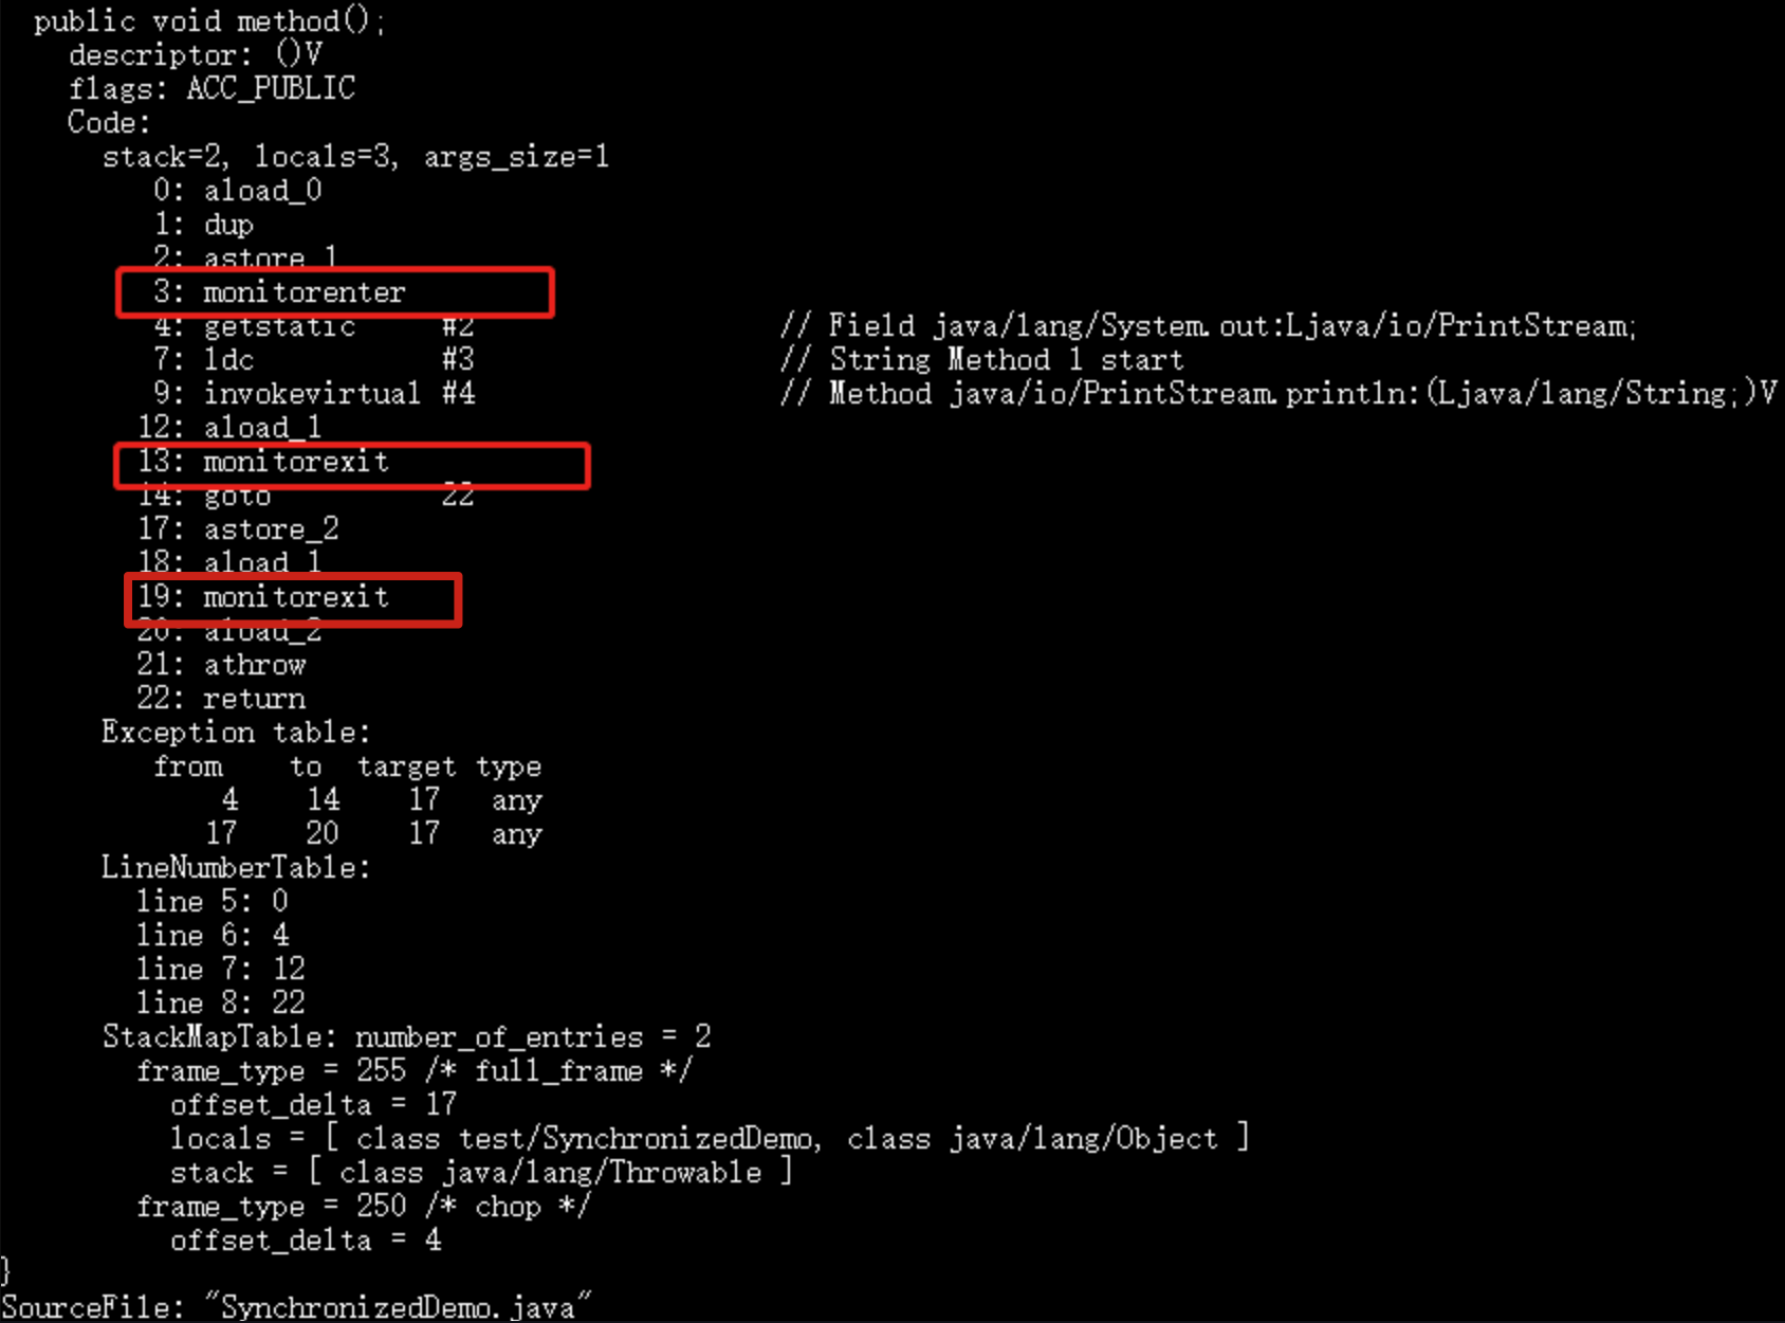 public void method();
descriptor: ()V
flags: ACC_PUBLIC
Code:
stack=2, locals=3, args_size=1
0: aload_0
1: dup
2: astore_1
3: monitorenter
4: getstatic #2 // Field java/lang/System.out:Ljava/io/PrintStream;
7: ldc #3 // String Method 1 start
9: invokevirtual #4 // Method java/io/PrintStream.println:(Ljava/lang/String;)V
12: aload_1
13: monitorexit
14: goto 22
17: astore_2
18: aload_1
19: monitorexit
20: aload_2
21: athrow
22: return
Exception table:
from to target type
4 14 17 any
17 20 17 any
LineNumberTable:
line 5: 0
line 6: 4
line 7: 12
line 8: 22
StackMapTable: number_of_entries = 2
frame_type = 255 /* full_frame */
offset_delta = 17
locals = [ class test/SynchronizedDemo, class java/lang/Object ]
stack = [ class java/lang/Throwable ]
frame_type = 250 /* chop */
offset_delta = 4
}
SourceFile: "SynchronizedDemo.java"